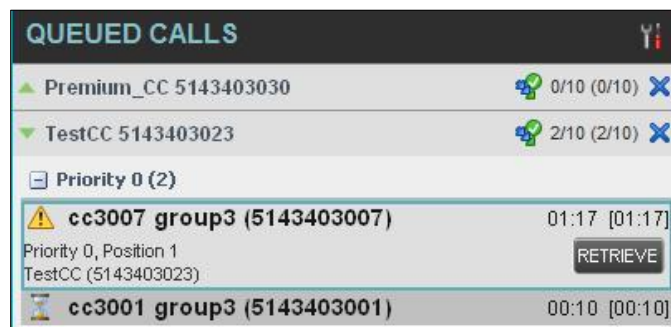 QUEUED CALLS
Premium_CC 5143403030 0/10 (0/10)
TestCC 5143403023 2/10 (2/10)
Priority 0 (2)
cc3007 group3 (5143403007) 01:17 [01:17]
Priority 0, Position 1
RETRIEVE
TestCC (5143403023)
cc3001 group3 (5143403001) 00:10 [00:10]